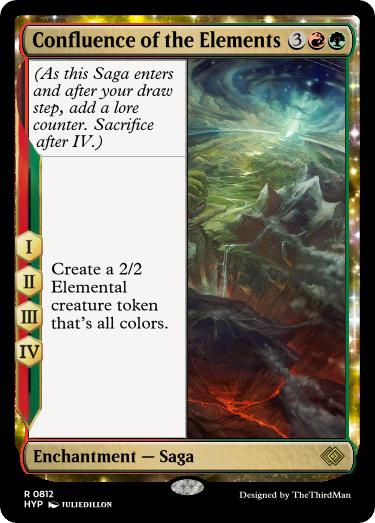 Confluence of the Elements 3
(As this Saga enters
and after your draw
step, add a lore
counter. Sacrifice
after IV.)
I
II
III
IV
Create a 2/2
Elemental
creature token
that's all colors.
Enchantment — Saga
R 0812
HYP JULIEDILLON
Designed by TheThirdMan